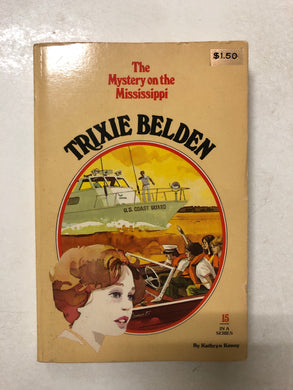 The
Mystery on the
Mississippi
$1.50
TRIXIE BELDEN
U.S. COAST GUARD
15
IN A
SERIES
By Kathryn Kenny